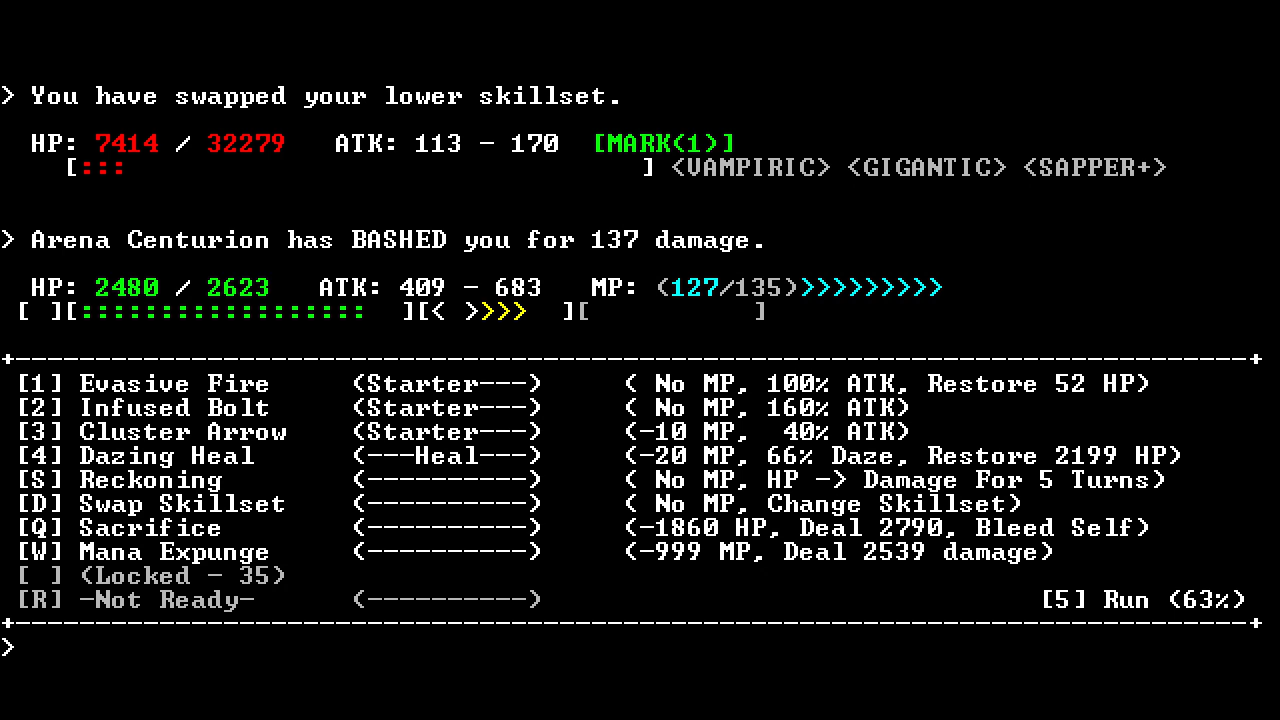 > You have swapped your lower skillset.
HP: 7414 / 32279   ATK: 113 - 170  [MARK(1)]
[:::                                 ] <VAMPIRIC> <GIGANTIC> <SAPPER+>
> Arena Centurion has BASHED you for 137 damage.
HP: 2480 / 2623   ATK: 409 - 683   MP: (127/135)>>>>>>>>>
[ ][::::::::::::::::::  ][< >>>>  ][          ]
+------------------------------------------------------------------------------+
[1] Evasive Fire     (Starter---)     ( No MP, 100% ATK, Restore 52 HP)
[2] Infused Bolt     (Starter---)     ( No MP, 160% ATK)
[3] Cluster Arrow    (Starter---)     (-10 MP,  40% ATK)
[4] Dazing Heal      (---Heal---)     (-20 MP, 66% Daze, Restore 2199 HP)
[S] Reckoning        (----------)     ( No MP, HP -> Damage For 5 Turns)
[D] Swap Skillset    (----------)     ( No MP, Change Skillset)
[Q] Sacrifice        (----------)     (-1860 HP, Deal 2790, Bleed Self)
[W] Mana Expunge     (----------)     (-999 MP, Deal 2539 damage)
[ ] (Locked - 35)
[R] -Not Ready-      (----------)                               [5] Run (63%)
+------------------------------------------------------------------------------+
>